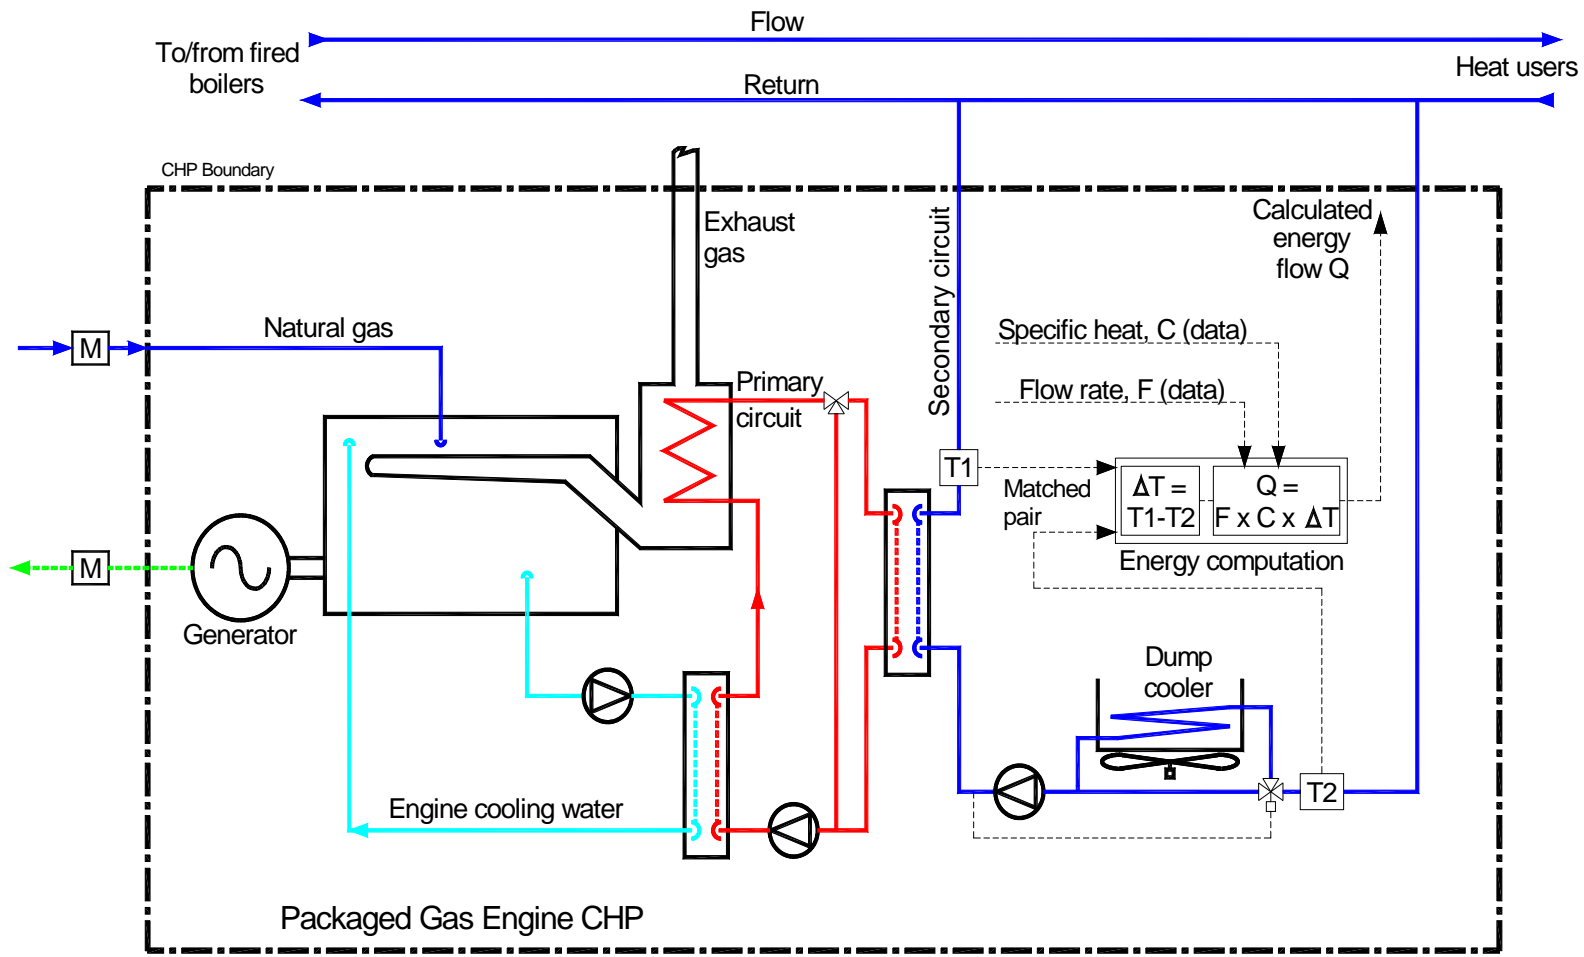 Flow
To/from fired
boilers
Heat users
Return
CHP Boundary
Exhaust
gas
Secondary circuit
Calculated
energy
flow Q
Natural gas
M
Specific heat, C (data)
Primary
circuit
Flow rate, F (data)
T1
Matched
pair
ΔT =
T1-T2
Q =
F x C x ΔT
Energy computation
M
Generator
Dump
cooler
Engine cooling water
T2
Packaged Gas Engine CHP